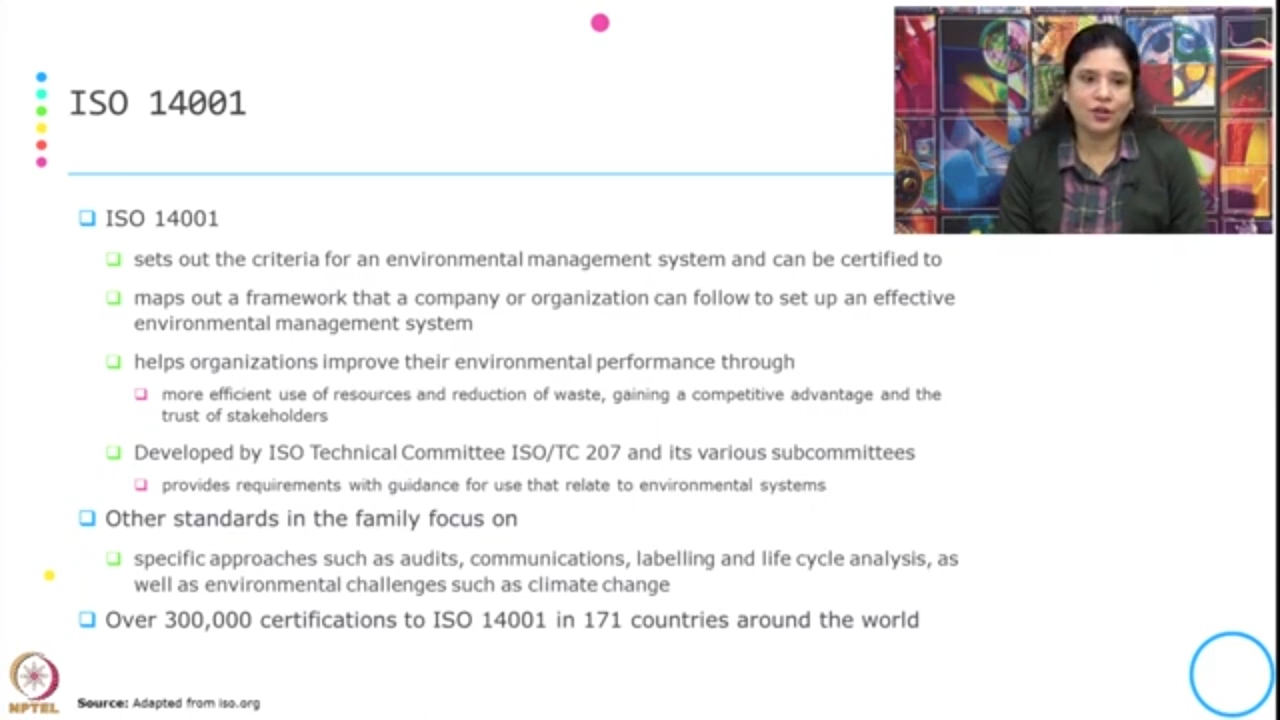 ISO 14001
ISO 14001
sets out the criteria for an environmental management system and can be certified to
maps out a framework that a company or organization can follow to set up an effective
environmental management system
helps organizations improve their environmental performance through
more efficient use of resources and reduction of waste, gaining a competitive advantage and the
trust of stakeholders
Developed by ISO Technical Committee ISO/TC 207 and its various subcommittees
provides requirements with guidance for use that relate to environmental systems
Other standards in the family focus on
specific approaches such as audits, communications, labelling and life cycle analysis, as
well as environmental challenges such as climate change
Over 300,000 certifications to ISO 14001 in 171 countries around the world
NPTEL
Source: Adapted from iso.org